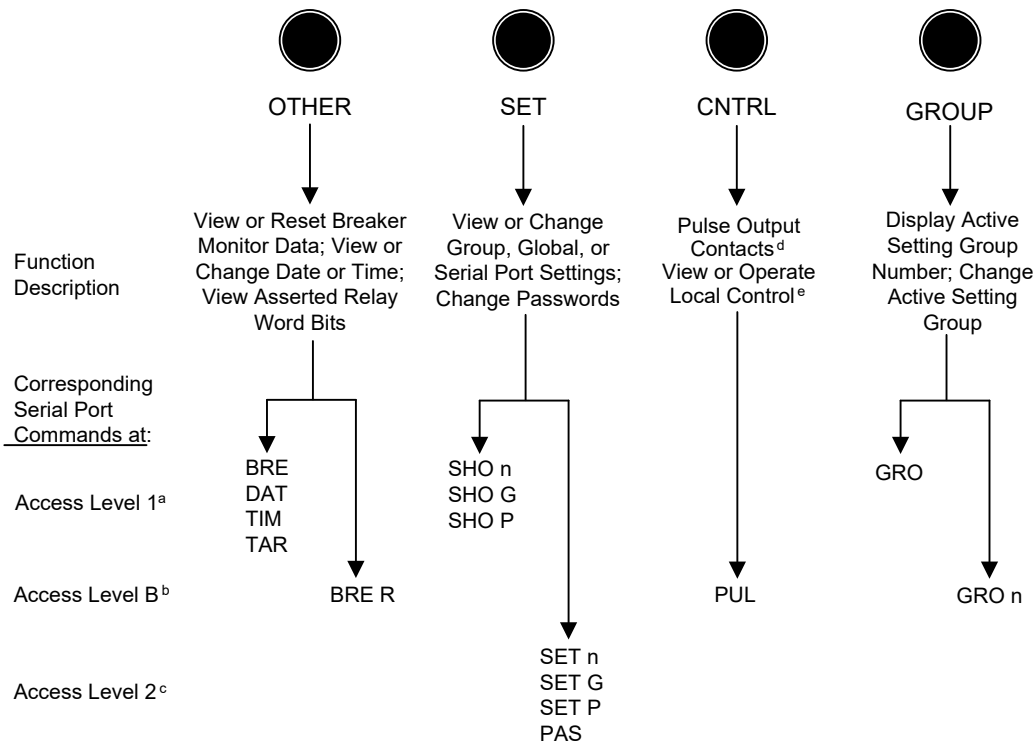 OTHER
SET
CNTRL
GROUP
Function
Description
View or Reset Breaker
Monitor Data; View or
Change Date or Time;
View Asserted Relay
Word Bits
View or Change
Group, Global, or
Serial Port Settings;
Change Passwords
Pulse Output
Contacts d
View or Operate
Local Control e
Display Active
Setting Group
Number; Change
Active Setting
Group
Corresponding
Serial Port
Commands at:
Access Level 1 a
BRE
DAT
TIM
TAR
SHO n
SHO G
SHO P
GRO
Access Level B b
BRE R
PUL
GRO n
Access Level 2 c
SET n
SET G
SET P
PAS